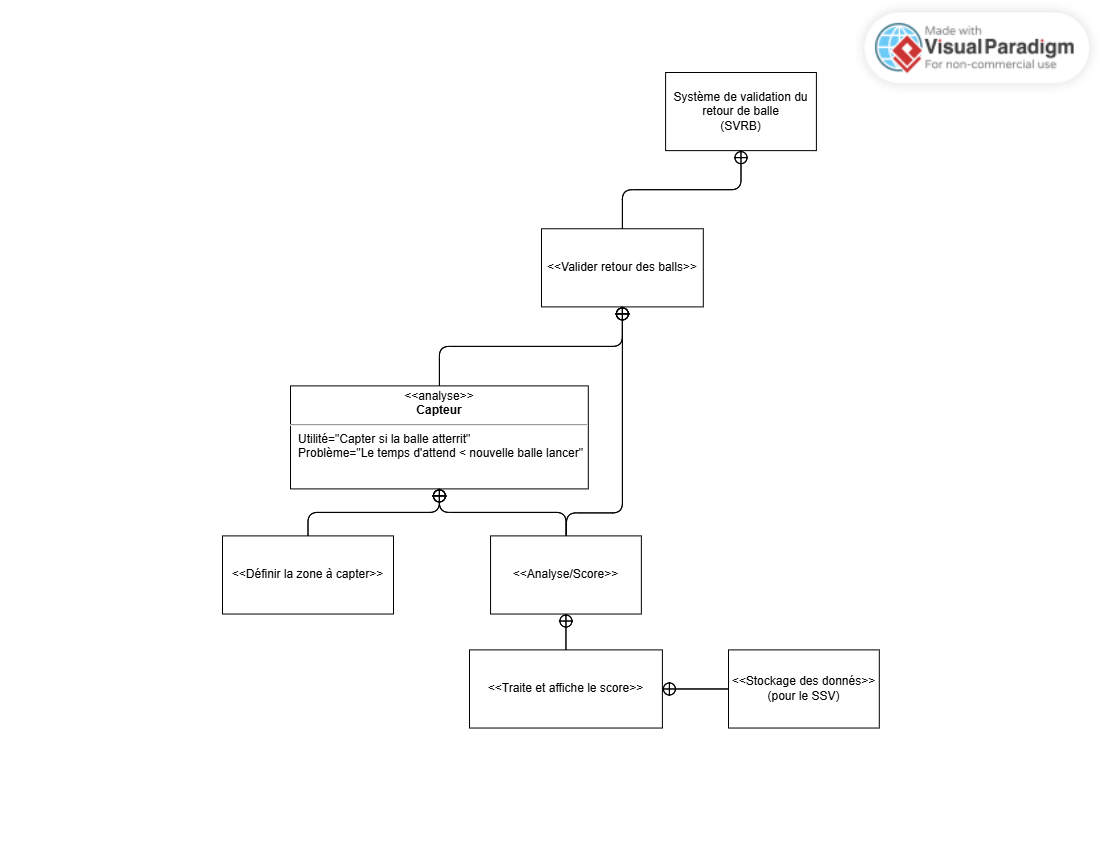 Made with
Visual Paradigm
For non-commercial use
Système de validation du
retour de balle
(SVRB)
<<Valider retour des balls>>
<<analyse>>
Capteur
Utilité="Capter si la balle atterrit"
Problème="Le temps d'attend < nouvelle balle lancer"
<<Définir la zone à capter>>
<<Analyse/Score>>
<<Traite et affiche le score>>
<<Stockage des donnés>>
(pour le SSV)